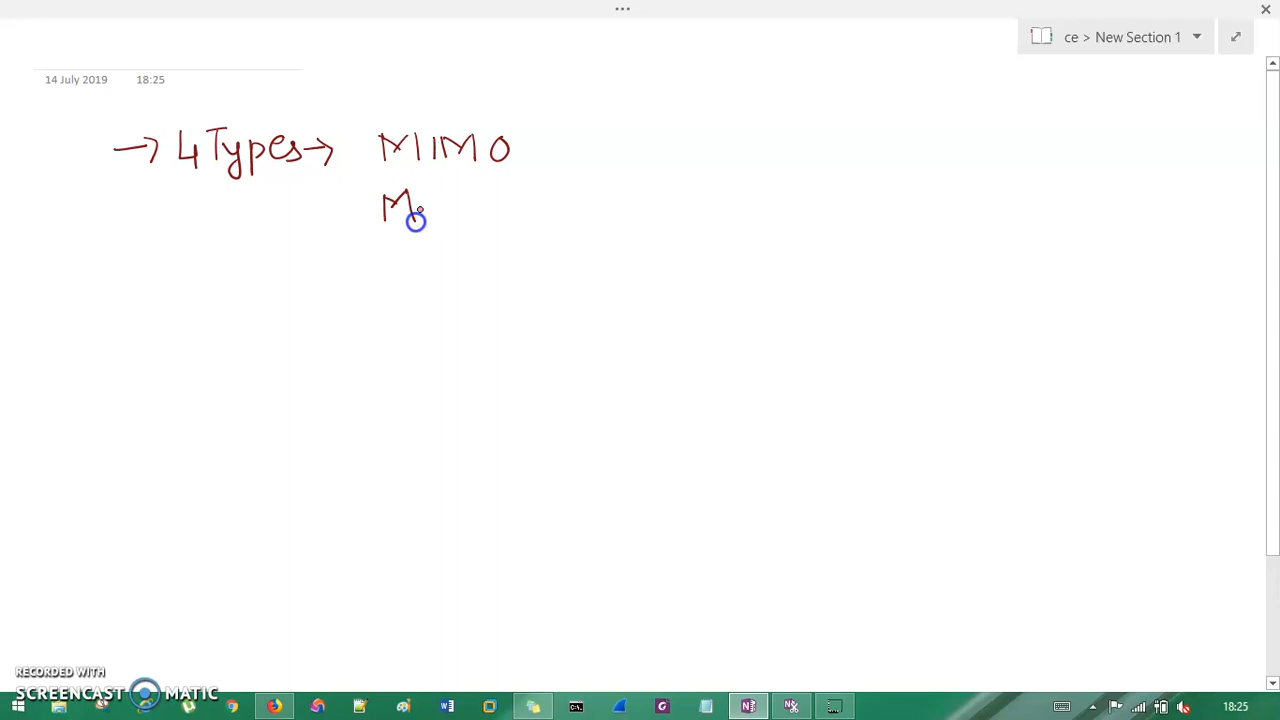 ce > New Section 1
14 July 2019 18:25
→ 4 Types → MIMO
M
RECORDED WITH
SCREENCAST MATIC
18:25